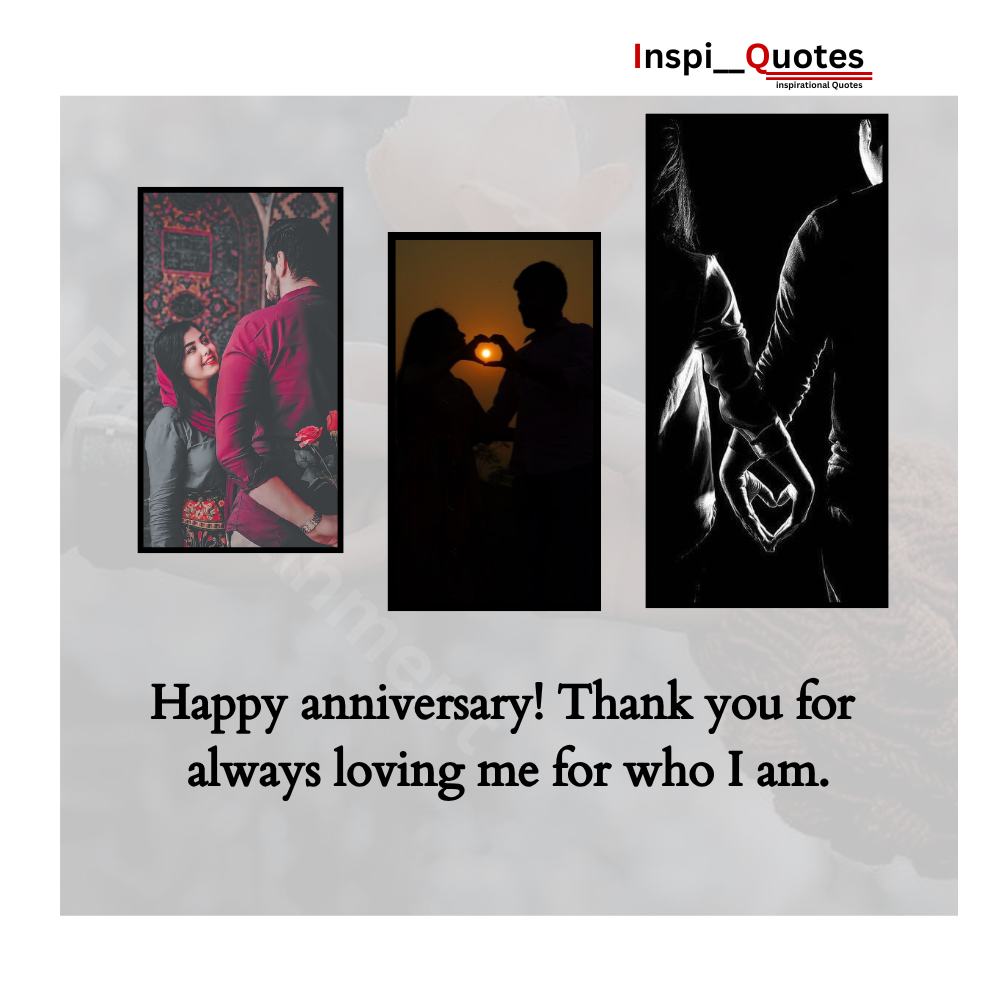 Inspi__Quotes
inspirational Quotes
Happy anniversary! Thank you for
always loving me for who I am.